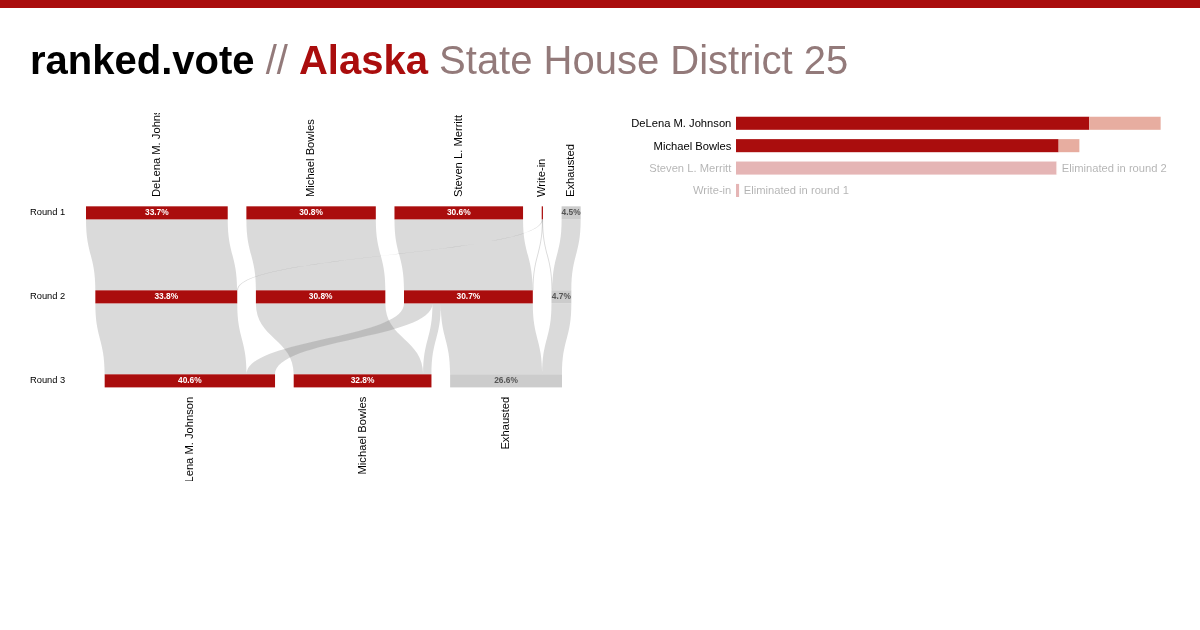 ranked.vote // Alaska State House District 25
DeLena M. John
Michael Bowles
Steven L. Merritt
Write-in
Exhausted
Round 1
33.7%
30.8%
30.6%
4.5%
Round 2
33.8%
30.8%
30.7%
4.7%
Round 3
40.6%
32.8%
26.6%
Lena M. Johnson
Michael Bowles
Exhausted
DeLena M. Johnson
Michael Bowles
Steven L. Merritt Eliminated in round 2
Write-in Eliminated in round 1